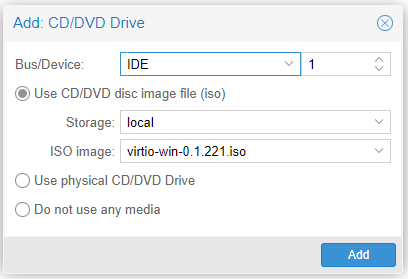 Add: CD/DVD Drive
Bus/Device: IDE 1
Use CD/DVD disc image file (iso)
Storage: local
ISO image: virtio-win-0.1.221.iso
Use physical CD/DVD Drive
Do not use any media
Add